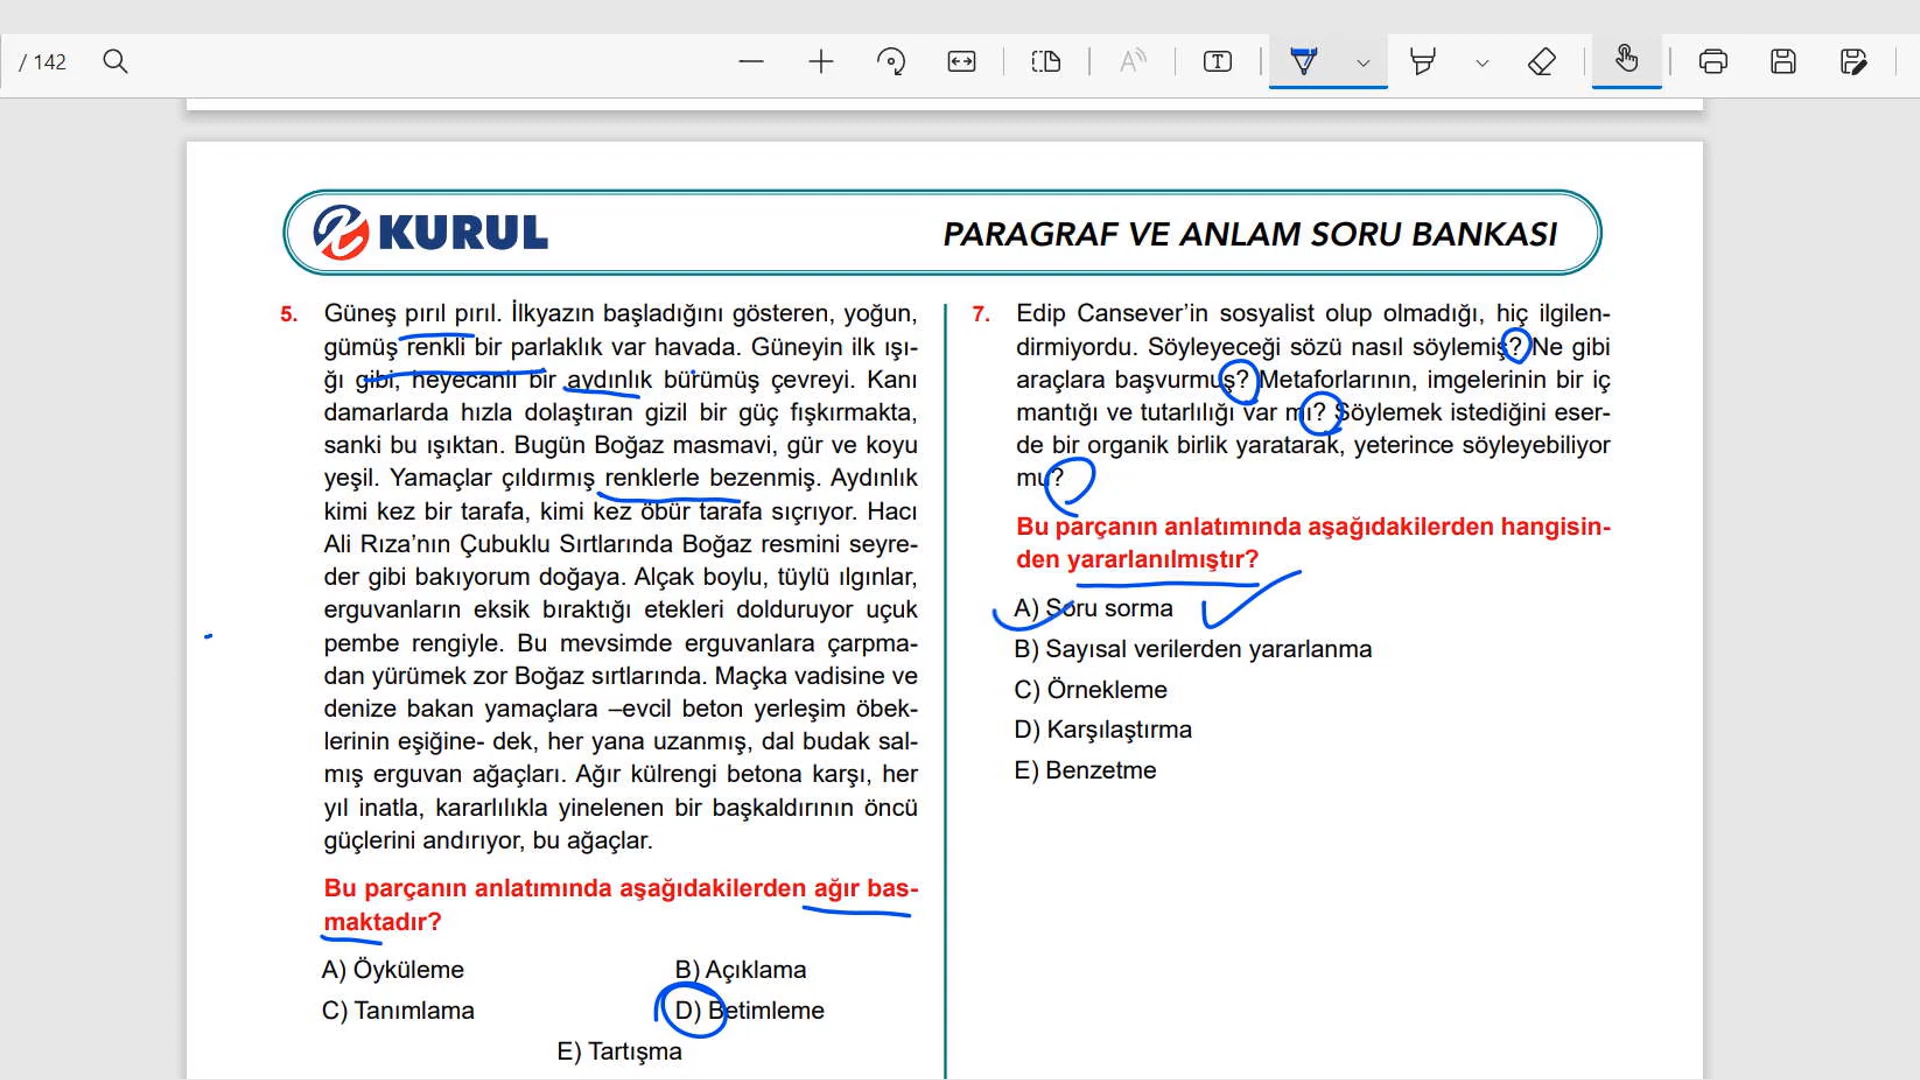 / 142
KURUL
PARAGRAF VE ANLAM SORU BANKASI
5. Güneş pırıl pırıl. İlkyazın başladığını gösteren, yoğun,
gümüş renkli bir parlaklık var havada. Güneyin ilk ışı-
ğı gibi, heyecanlı bir aydınlık bürümüş çevreyi. Kanı
damarlarda hızla dolaştıran gizil bir güç fışkırmakta,
sanki bu ışıktan. Bugün Boğaz masmavi, gür ve koyu
yeşil. Yamaçlar çıldırmış renklerle bezenmiş. Aydınlık
kimi kez bir tarafa, kimi kez öbür tarafa sıçrıyor. Hacı
Ali Rıza’nın Çubuklu Sırtlarında Boğaz resmini seyre-
der gibi bakıyorum doğaya. Alçak boylu, tüylü ılgınlar,
erguvanların eksik bıraktığı etekleri dolduruyor uçuk
pembe rengiyle. Bu mevsimde erguvanlara çarpma-
dan yürümek zor Boğaz sırtlarında. Maçka vadisine ve
denize bakan yamaçlara –evcil beton yerleşim öbek-
lerinin eşiğine- dek, her yana uzanmış, dal budak sal-
mış erguvan ağaçları. Ağır külrengi betona karşı, her
yıl inatla, kararlılıkla yinelenen bir başkaldırının öncü
güçlerini andırıyor, bu ağaçlar.
Bu parçanın anlatımında aşağıdakilerden ağır bas-
maktadır?
A) Öyküleme
B) Açıklama
C) Tanımlama
D) Betimleme
E) Tartışma
7. Edip Cansever’in sosyalist olup olmadığı, hiç ilgilen-
dirmiyordu. Söyleyeceği sözü nasıl söylemiş? Ne gibi
araçlara başvurmuş? Metaforlarının, imgelerinin bir iç
mantığı ve tutarlılığı var mı? Söylemek istediğini eser-
de bir organik birlik yaratarak, yeterince söyleyebiliyor
mu?
Bu parçanın anlatımında aşağıdakilerden hangisin-
den yararlanılmıştır?
A) Soru sorma
B) Sayısal verilerden yararlanma
C) Örnekleme
D) Karşılaştırma
E) Benzetme